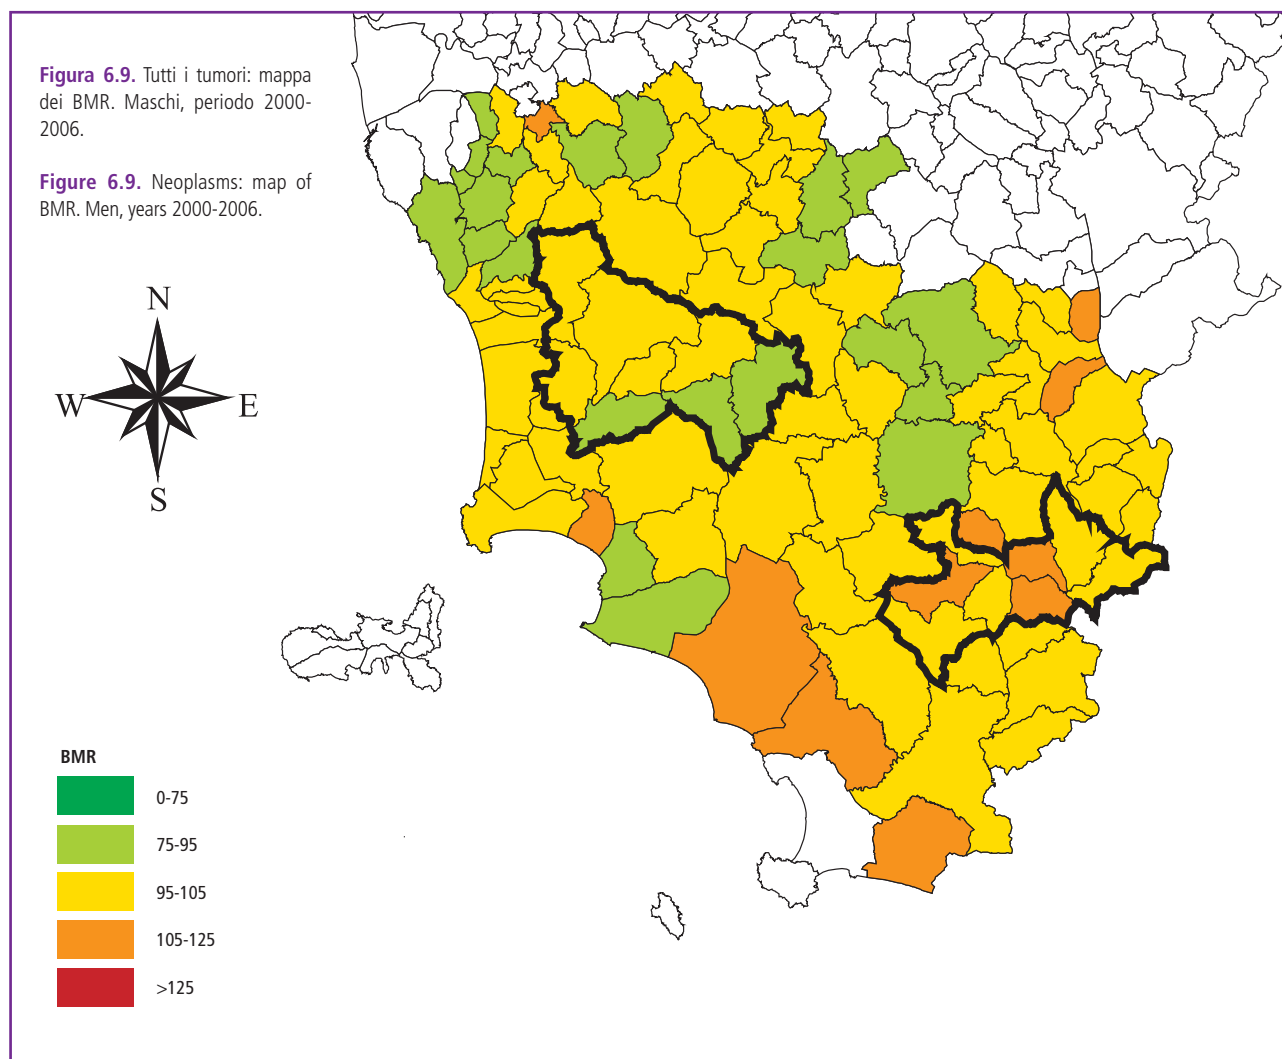 Figura 6.9. Tutti i tumori: mappa
dei BMR. Maschi, periodo 2000-
2006.
Figure 6.9. Neoplasms: map of
BMR. Men, years 2000-2006.
N
W
E
S
BMR
0-75
75-95
95-105
105-125
>125